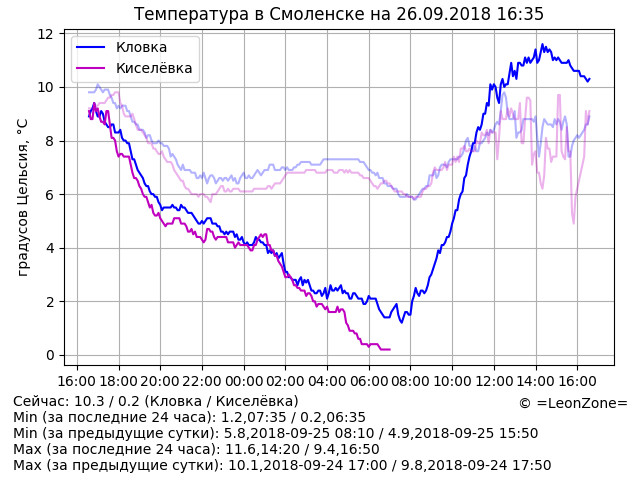 Температура в Смоленске на 26.09.2018 16:35
12
10
8
6
4
2
0
градусов Цельсия, °C
Кловка
Киселёвка
16:00 18:00 20:00 22:00 00:00 02:00 04:00 06:00 08:00 10:00 12:00 14:00 16:00
Сейчас: 10.3 / 0.2 (Кловка / Киселёвка)
© =LeonZone=
Min (за последние 24 часа): 1.2,07:35 / 0.2,06:35
Min (за предыдущие сутки): 5.8,2018-09-25 08:10 / 4.9,2018-09-25 15:50
Max (за последние 24 часа): 11.6,14:20 / 9.4,16:50
Max (за предыдущие сутки): 10.1,2018-09-24 17:00 / 9.8,2018-09-24 17:50